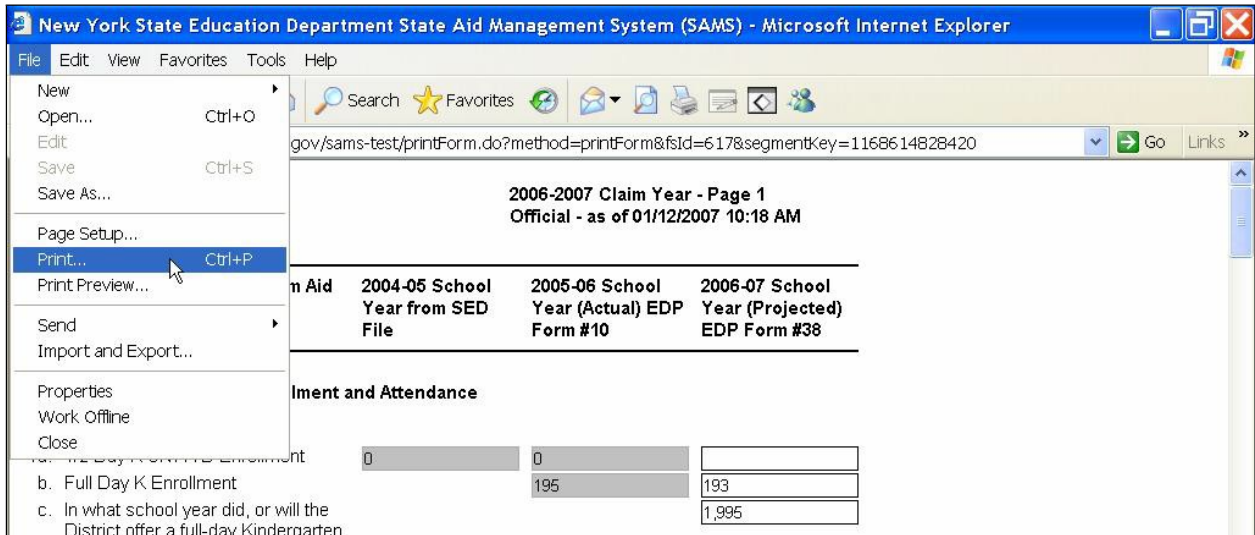 New York State Education Department State Aid Management System (SAMS) - Microsoft Internet Explorer
File Edit View Favorites Tools Help
New
Open... Ctrl+O
Edit
Save Ctrl+S
Save As...
Page Setup...
Print... Ctrl+P
Print Preview...
Send
Import and Export...
Properties
Work Offline
Close
Search Favorites
gov/sams-test/printForm.do?method=printForm&fsId=617&segmentKey=1168614828420 Go Links »
2006-2007 Claim Year - Page 1
Official - as of 01/12/2007 10:18 AM
m Aid 2004-05 School 2005-06 School 2006-07 School
Year from SED Year (Actual) EDP Year (Projected)
File Form #10 EDP Form #38
lment and Attendance
0 0
b. Full Day K Enrollment 195 193
c. In what school year did, or will the 1,995
District offer a full-day Kindergarten